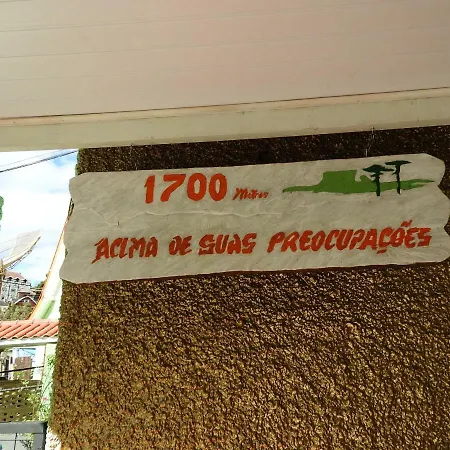 1700 Metros
ACIMA DE SUAS PREOCUPAÇÕES